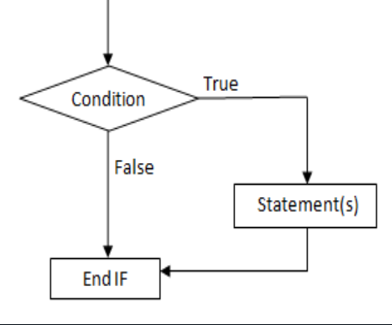 True
Condition
False
Statement(s)
End IF